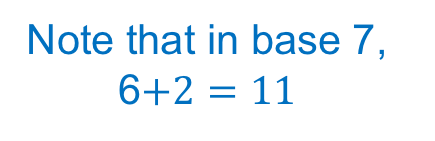 Note that in base 7,
6+2 = 11